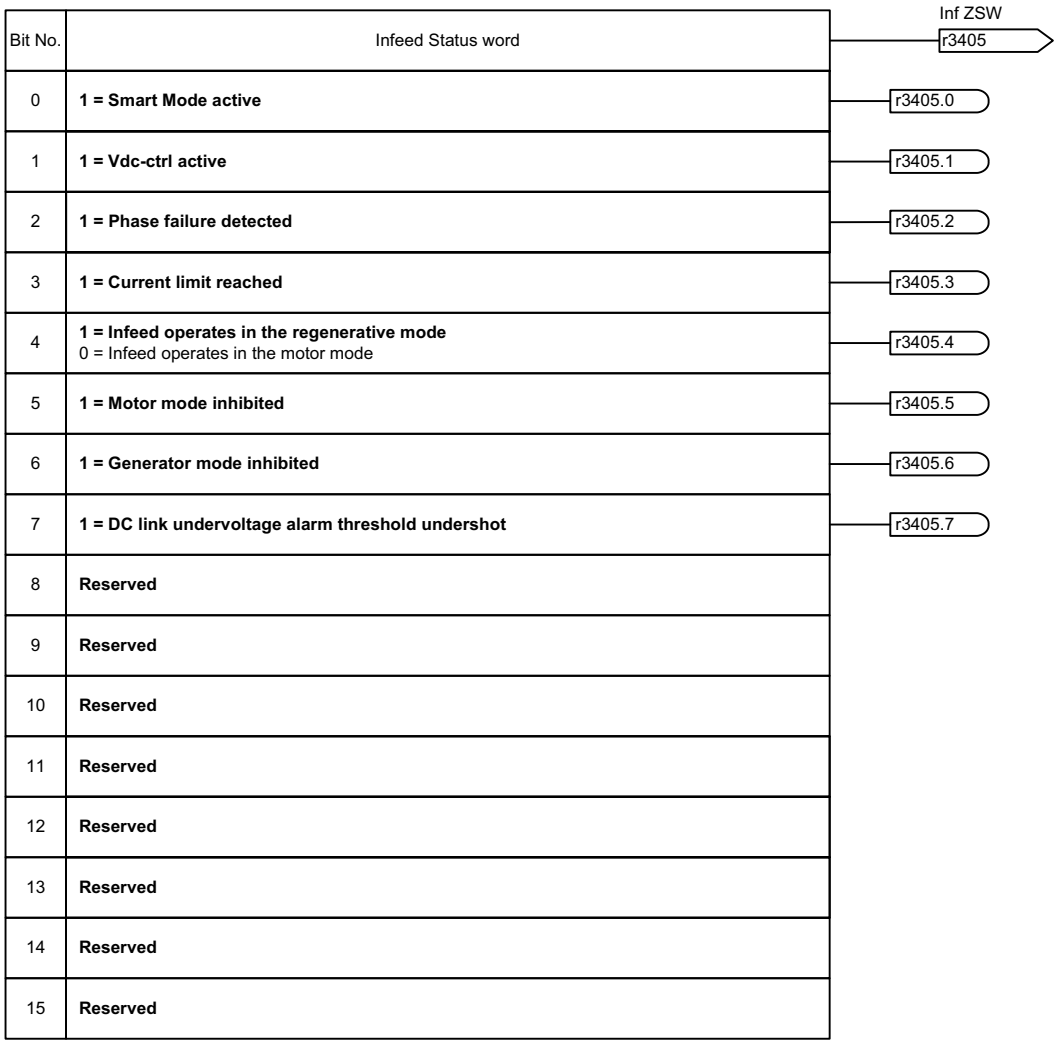 Inf ZSW
Bit No. Infeed Status word r3405
0 1 = Smart Mode active r3405.0
1 1 = Vdc-ctrl active r3405.1
2 1 = Phase failure detected r3405.2
3 1 = Current limit reached r3405.3
4 1 = Infeed operates in the regenerative mode r3405.4
0 = Infeed operates in the motor mode
5 1 = Motor mode inhibited r3405.5
6 1 = Generator mode inhibited r3405.6
7 1 = DC link undervoltage alarm threshold undershot r3405.7
8 Reserved
9 Reserved
10 Reserved
11 Reserved
12 Reserved
13 Reserved
14 Reserved
15 Reserved